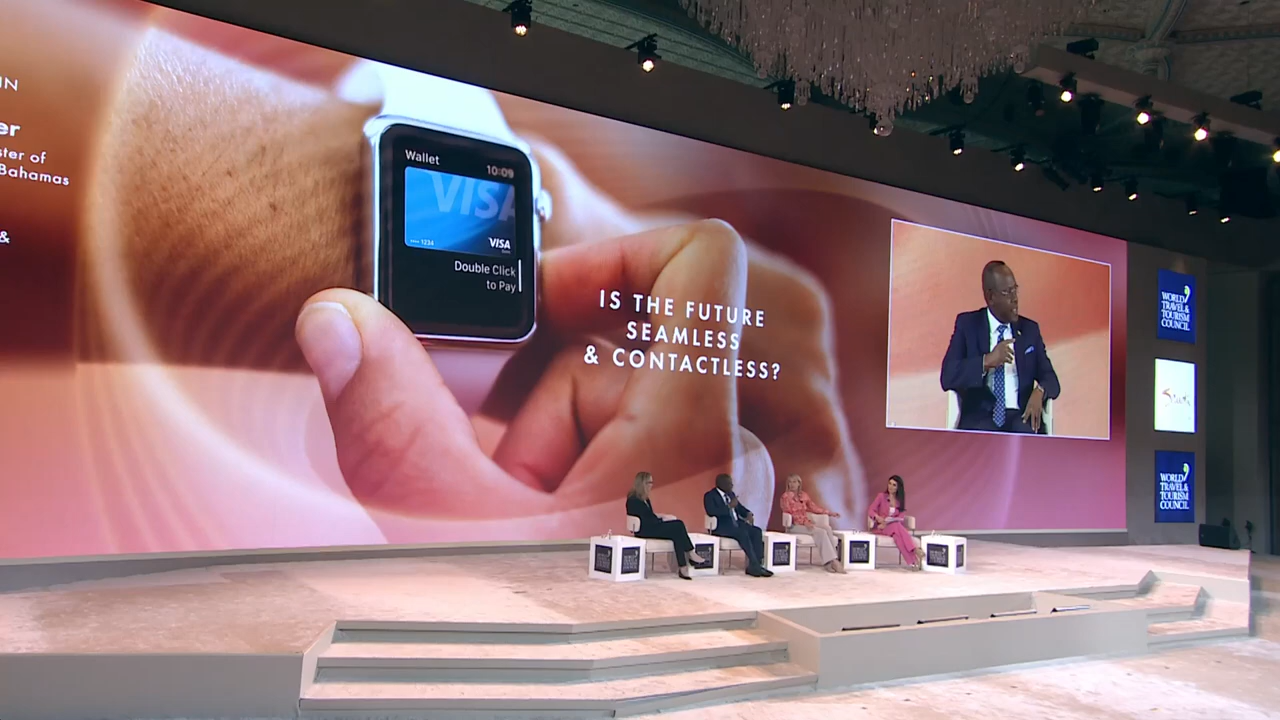 IN
er
ster of
Bahamas
&
Wallet
10:09
VISA
.... 1234
VISA
Double Click
to Pay
IS THE FUTURE
SEAMLESS
& CONTACTLESS?
WORLD
TRAVEL &
TOURISM
COUNCIL
WORLD
TRAVEL &
TOURISM
COUNCIL